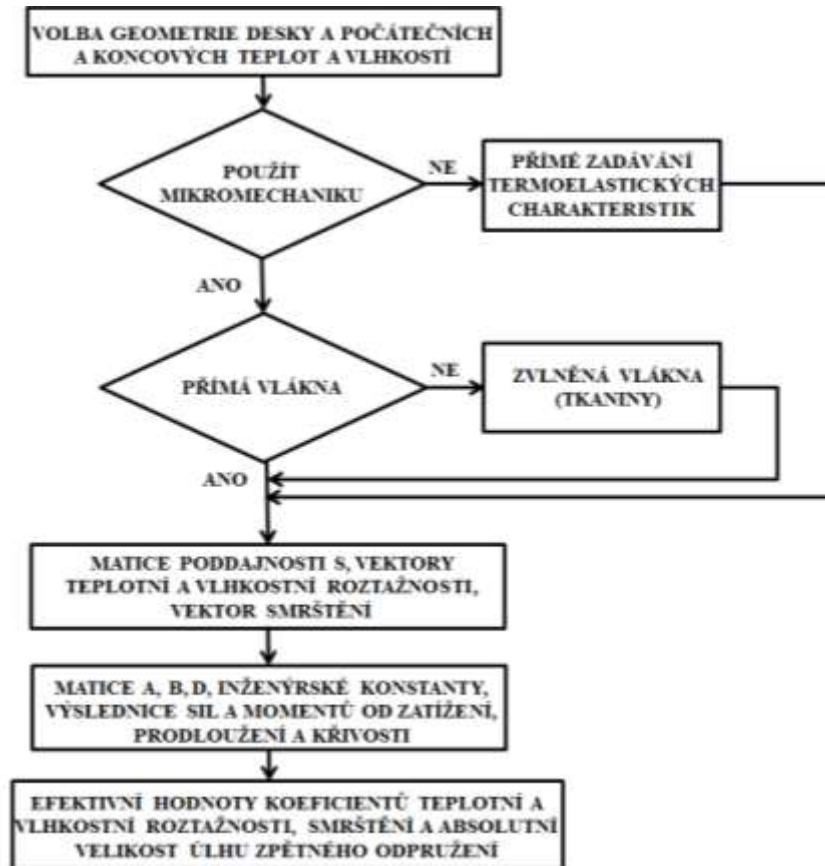 VOLBA GEOMETRIE DESKY A POČÁTEČNÍCH
A KONCOVÝCH TEPLOT A VLHKOSTÍ
POUŽÍT
MIKROMECHANIKU
NE
PŘÍMÉ ZADÁVÁNÍ
TERMOELASTICKÝCH
CHARAKTERISTIK
ANO
PŘÍMÁ VLÁKNA
NE
ZVLNĚNÁ VLÁKNA
(TKANINY)
ANO
MATICE PODDAJNOSTI S, VEKTORY
TEPLOTNÍ A VLHKOSTNÍ ROZTAŽNOSTI,
VEKTOR SMRŠTĚNÍ
MATICE A, B, D, INŽENÝRSKÉ KONSTANTY,
VÝSLEDNICE SIL A MOMENTŮ OD ZATÍŽENÍ,
PRODLOUŽENÍ A KŘIVOSTI
EFEKTIVNÍ HODNOTY KOEFICIENTŮ TEPLOTNÍ A
VLHKOSTNÍ ROZTAŽNOSTI, SMRŠTĚNÍ A ABSOLUTNÍ
VELIKOST ÚLHU ZPĚTNÉHO ODPRUŽENÍ